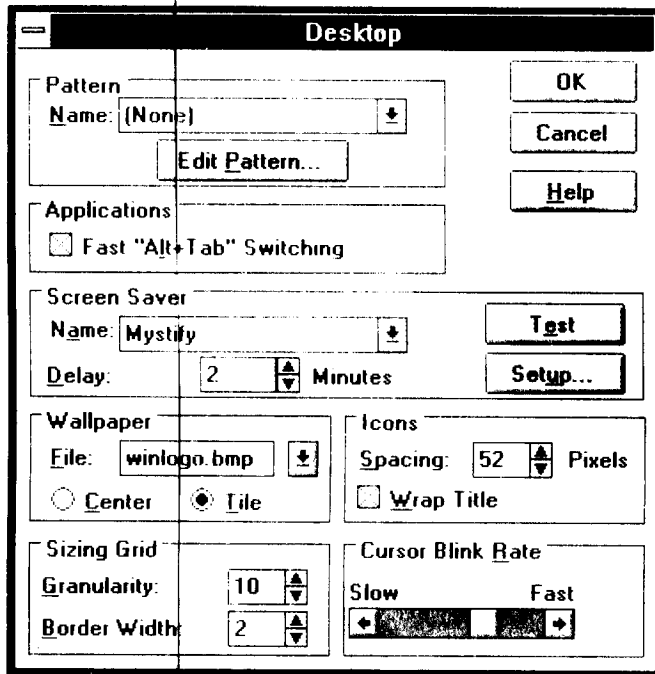 Desktop
Pattern
Name: (None)
Edit Pattern...
OK
Cancel
Help
Applications
Fast "Alt+Tab" Switching
Screen Saver
Name: Mystify
Delay: 2 Minutes
Test
Setup...
Wallpaper
File: winlogo.bmp
Center Tile
Icons
Spacing: 52 Pixels
Wrap Title
Sizing Grid
Granularity: 10
Border Width: 2
Cursor Blink Rate
Slow Fast